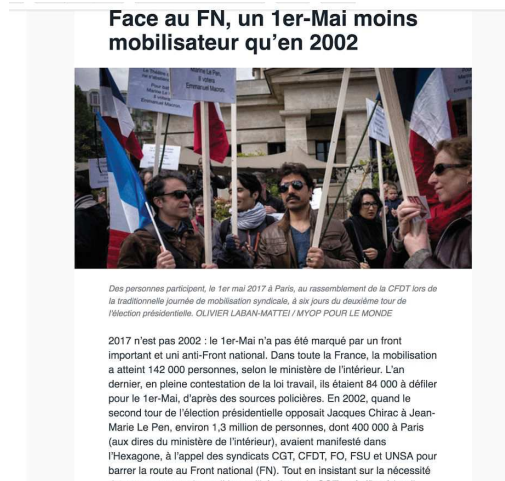 Face au FN, un 1er-Mai moins
mobilisateur qu'en 2002
Marine Le Pen,
Emmanuel Macron
Des personnes participent, le 1er mai 2017 à Paris, au rassemblement de la CFDT lors de
la traditionnelle journée de mobilisation syndicale, à six jours du deuxième tour de
l'élection présidentielle. OLIVIER LABAN-MATTEI / MYOP POUR LE MONDE
2017 n'est pas 2002 : le 1er-Mai n'a pas été marqué par un front
important et uni anti-Front national. Dans toute la France, la mobilisation
a atteint 142 000 personnes, selon le ministère de l'intérieur. L'an
dernier, en pleine contestation de la loi travail, ils étaient 84 000 à défiler
pour le 1er-Mai, d'après des sources policières. En 2002, quand le
second tour de l'élection présidentielle opposait Jacques Chirac à Jean-
Marie Le Pen, environ 1,3 million de personnes, dont 400 000 à Paris
(aux dires du ministère de l'intérieur), avaient manifesté dans
l'Hexagone, à l'appel des syndicats CGT, CFDT, FO, FSU et UNSA pour
barrer la route au Front national (FN). Tout en insistant sur la nécessité